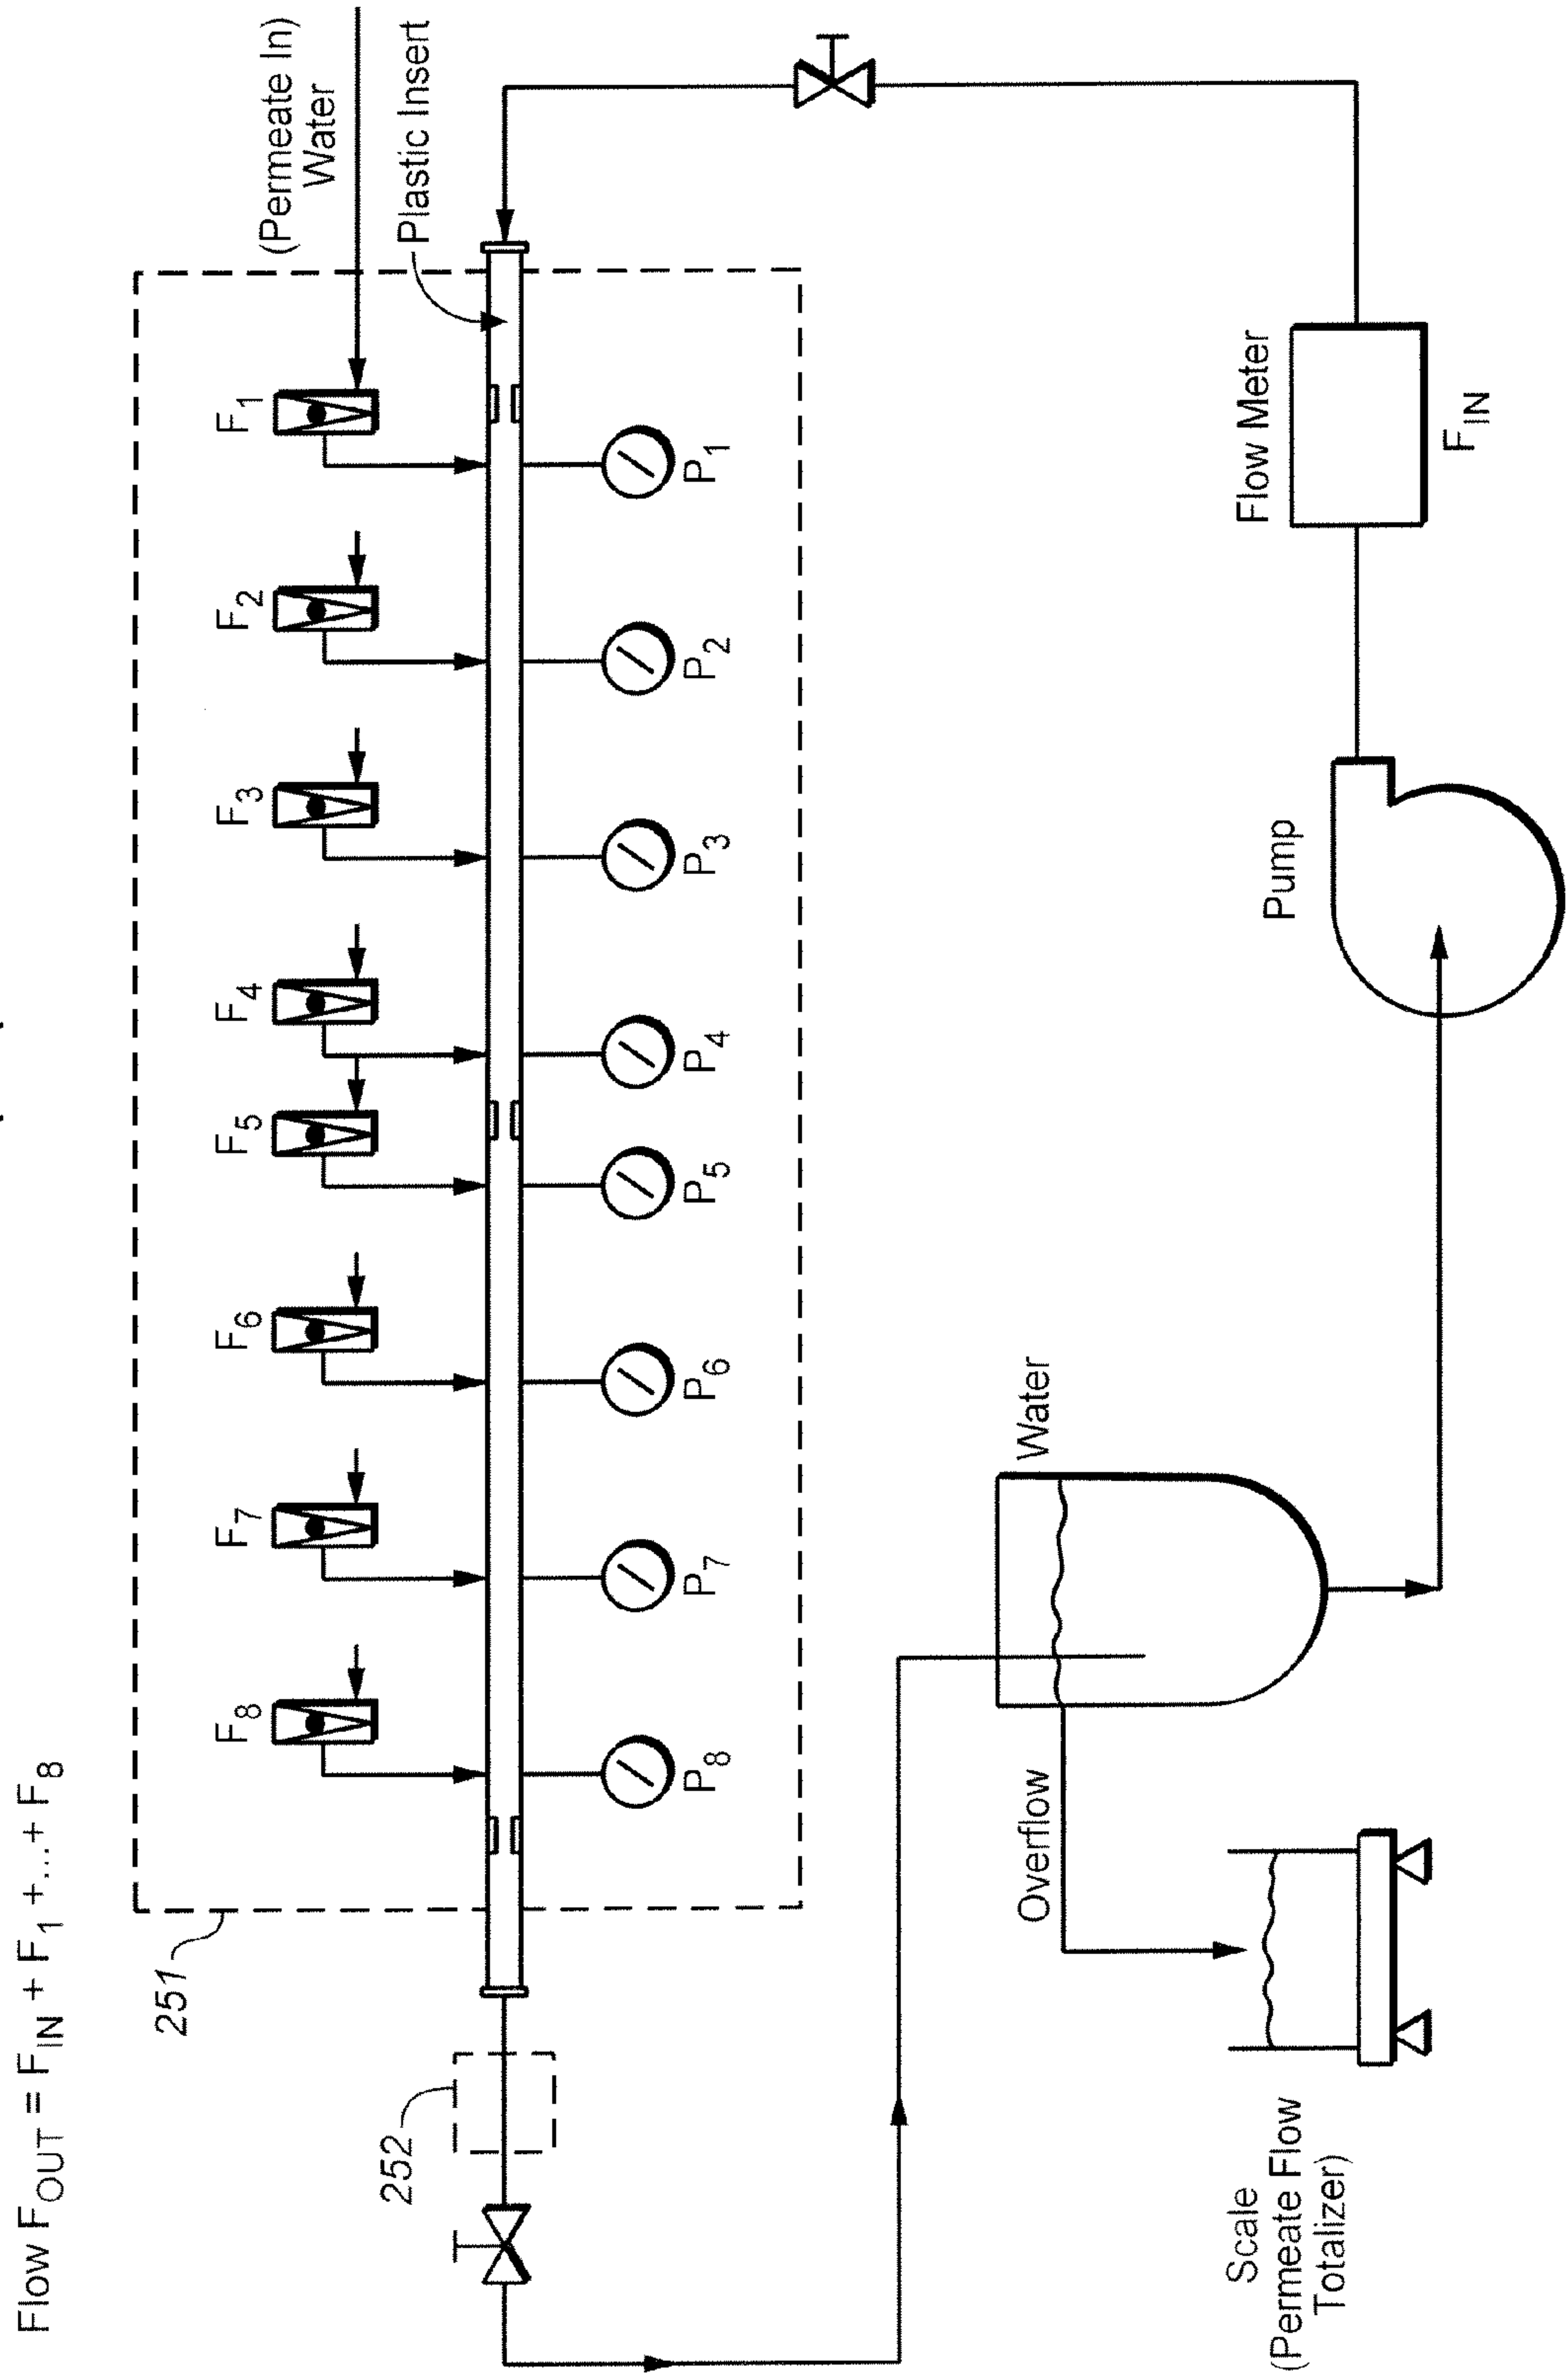 Flow F_OUT = F_IN + F_1 +...+ F_8
251
252
F_8
F_7
F_6
F_5
F_4
F_3
F_2
F_1
(Permeate In)
Water
Plastic Insert
P_8
P_7
P_6
P_5
P_4
P_3
P_2
P_1
Overflow
Water
Pump
Flow Meter
F_IN
Scale
(Permeate Flow
Totalizer)